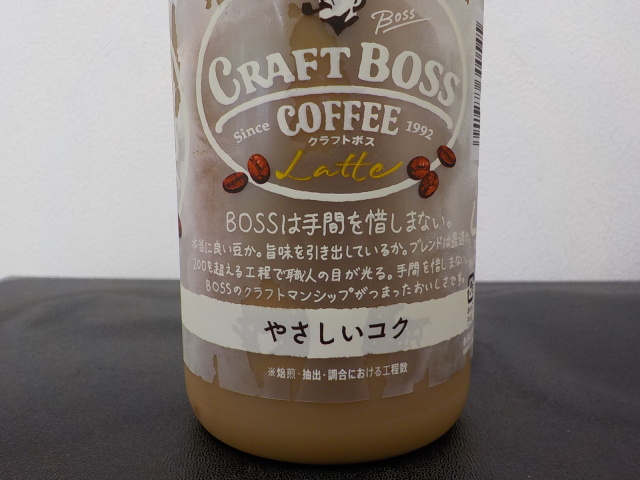 BOSS
CRAFT BOSS
Since COFFEE 1992
クラフトボス
Latte
BOSSは手間を惜しまない。
本当に良い豆か。旨味を引き出しているか。ブレンドは最適か。
200を超える工程で職人の目が光る。手間を惜しまない
BOSSのクラフトマンシップがつまったおいしさです。
やさしいコク
※焙煎・抽出・調合における工程数